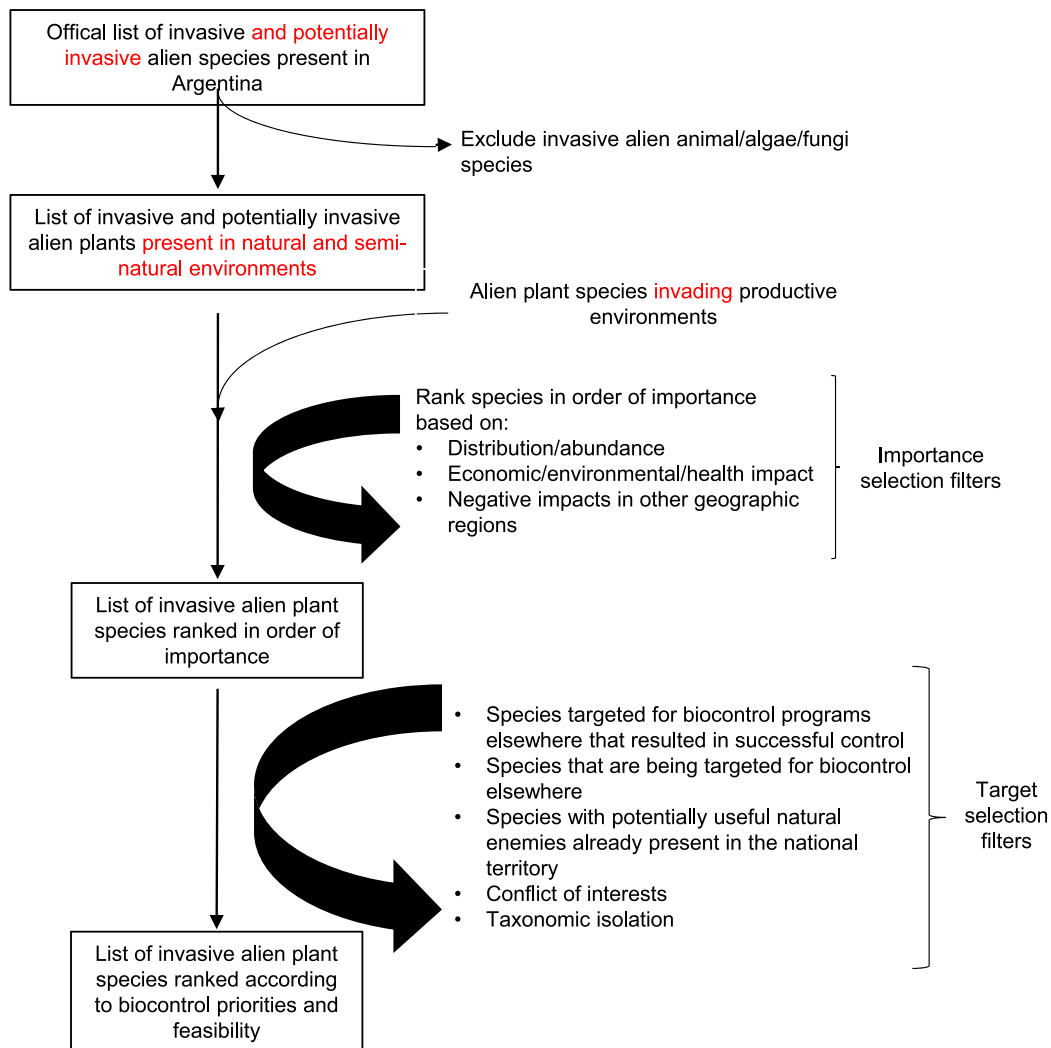 Offical list of invasive and potentially
invasive alien species present in
Argentina
Exclude invasive alien animal/algae/fungi
species
List of invasive and potentially invasive
alien plants present in natural and semi-
natural environments
Alien plant species invading productive
environments
Rank species in order of importance
based on:
• Distribution/abundance
• Economic/environmental/health impact
• Negative impacts in other geographic
regions
Importance
selection filters
List of invasive alien plant
species ranked in order of
importance
• Species targeted for biocontrol programs
elsewhere that resulted in successful control
• Species that are being targeted for biocontrol
elsewhere
• Species with potentially useful natural
enemies already present in the national
territory
• Conflict of interests
• Taxonomic isolation
Target
selection
filters
List of invasive alien plant
species ranked according
to biocontrol priorities and
feasibility